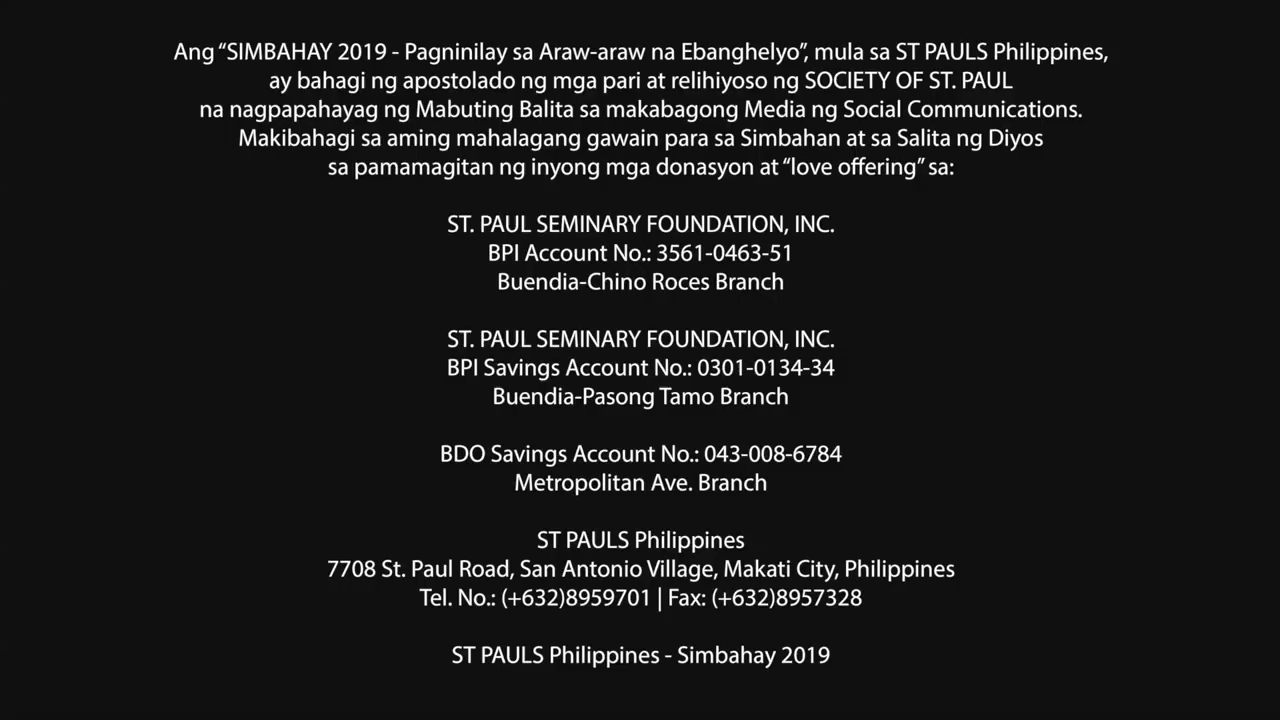 Ang “SIMBAHAY 2019 - Pagninilay sa Araw-araw na Ebanghelyo”, mula sa ST PAULS Philippines,
ay bahagi ng apostolado ng mga pari at relihiyoso ng SOCIETY OF ST. PAUL
na nagpapahayag ng Mabuting Balita sa makabagong Media ng Social Communications.
Makibahagi sa aming mahalagang gawain para sa Simbahan at sa Salita ng Diyos
sa pamamagitan ng inyong mga donasyon at “love offering” sa:
ST. PAUL SEMINARY FOUNDATION, INC.
BPI Account No.: 3561-0463-51
Buendia-Chino Roces Branch
ST. PAUL SEMINARY FOUNDATION, INC.
BPI Savings Account No.: 0301-0134-34
Buendia-Pasong Tamo Branch
BDO Savings Account No.: 043-008-6784
Metropolitan Ave. Branch
ST PAULS Philippines
7708 St. Paul Road, San Antonio Village, Makati City, Philippines
Tel. No.: (+632)8959701 | Fax: (+632)8957328
ST PAULS Philippines - Simbahay 2019